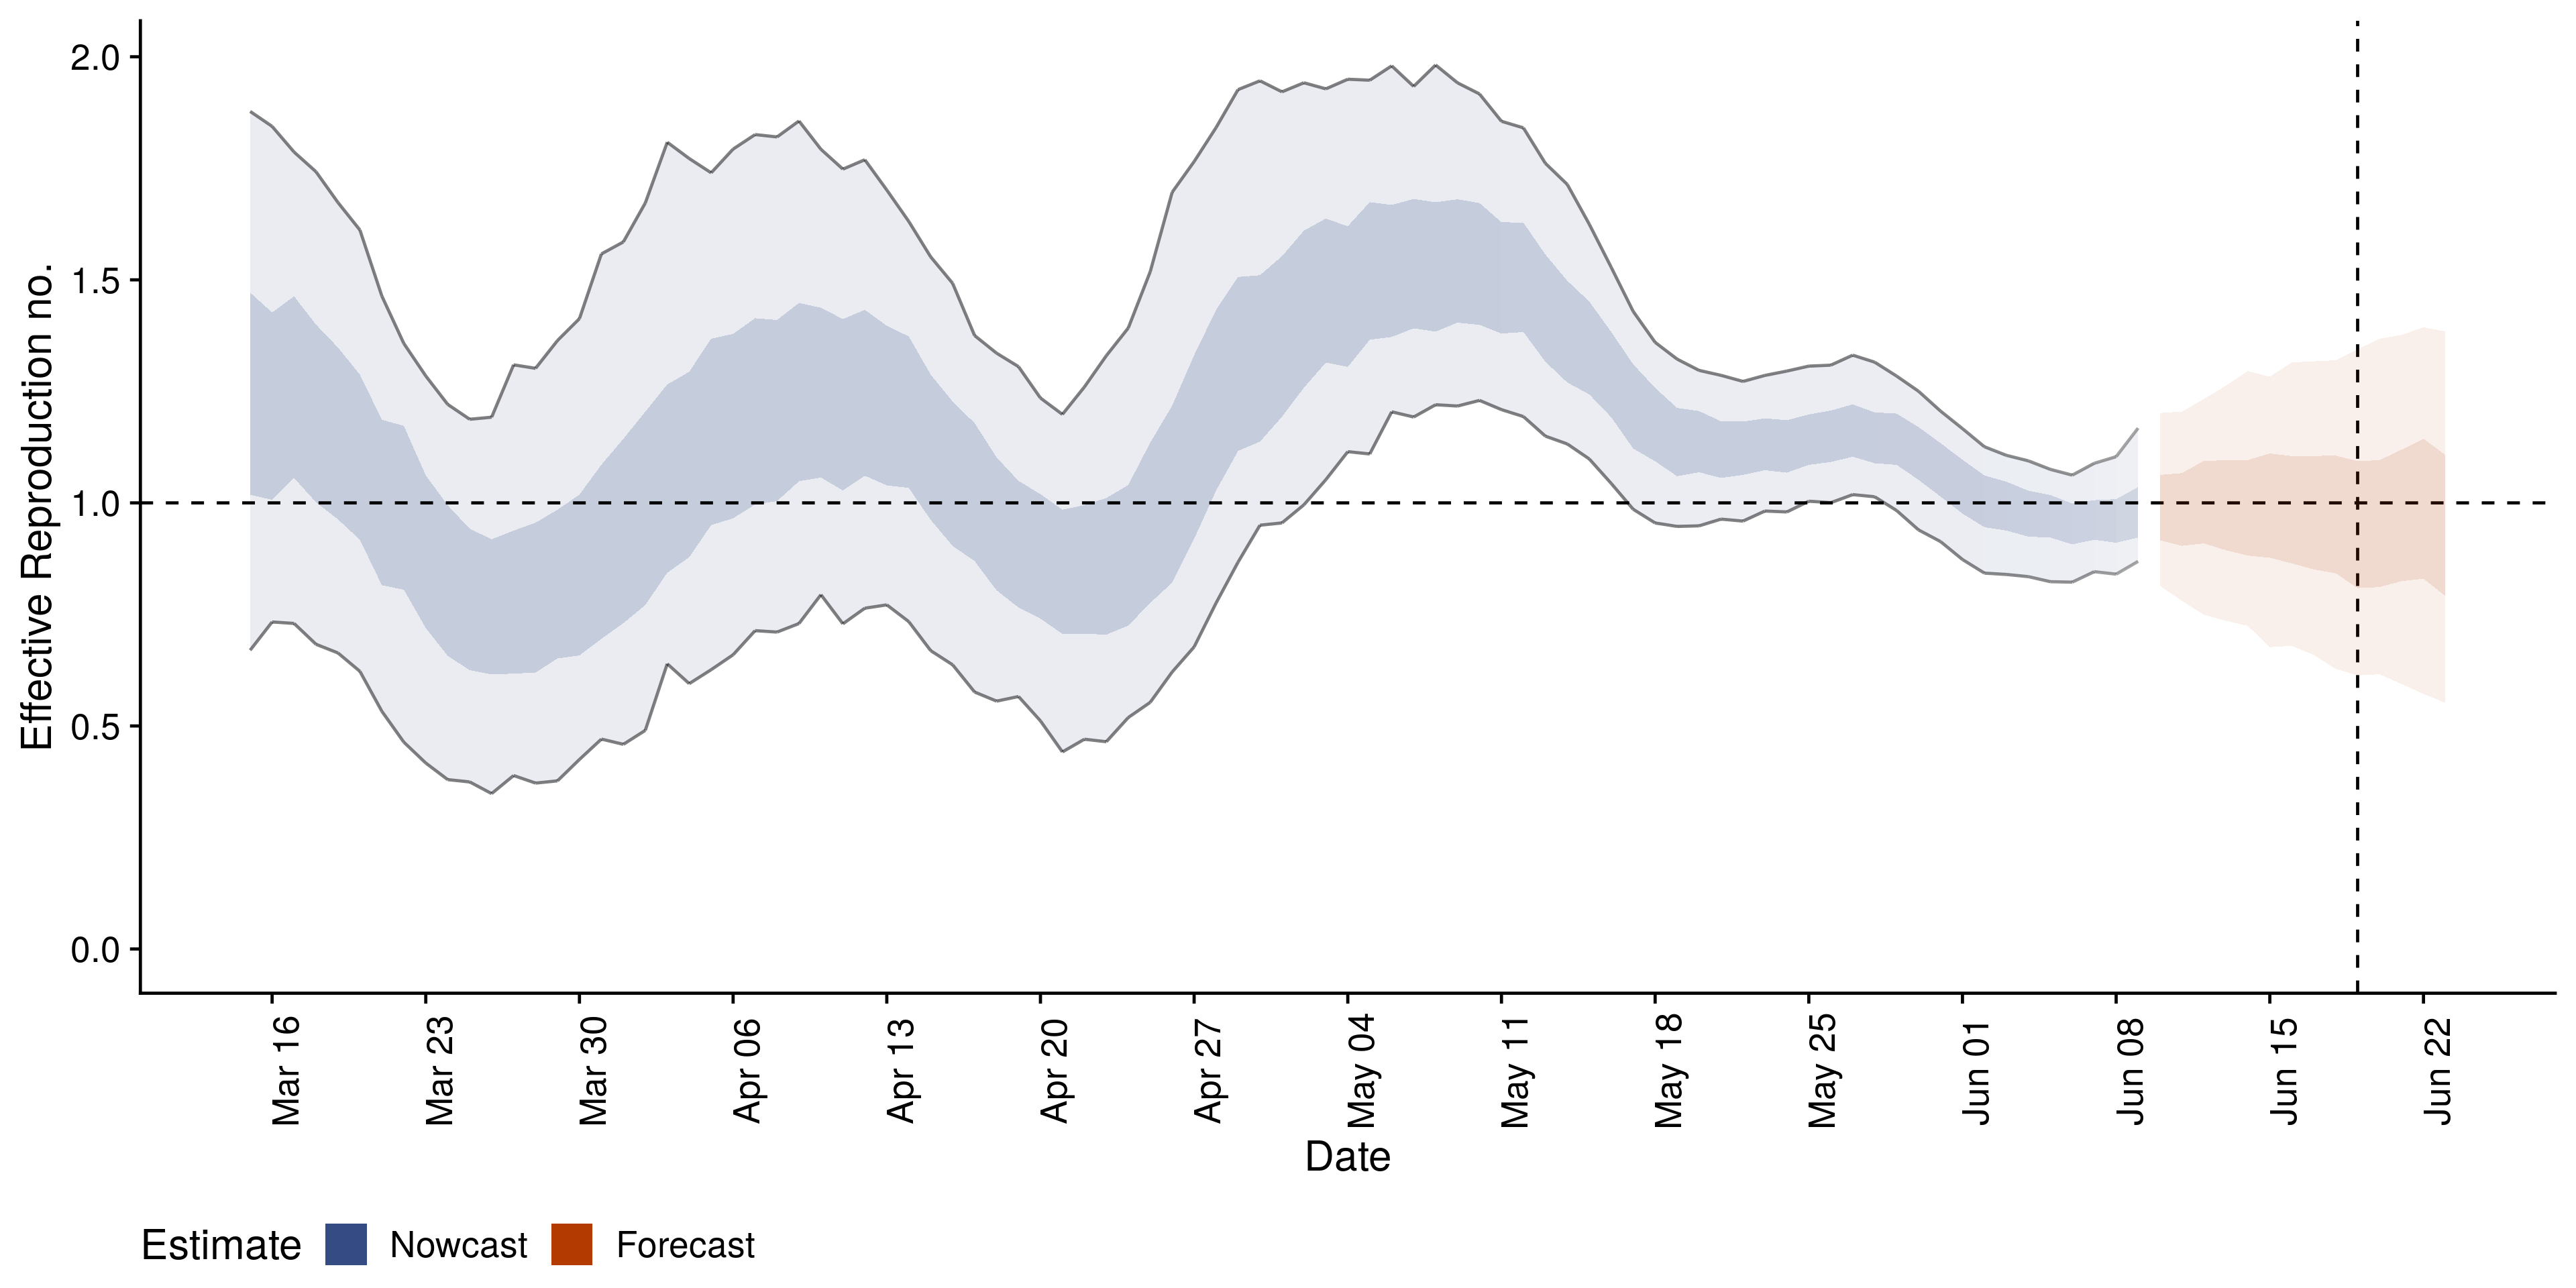 Effective Reproduction no.
2.0
1.5
1.0
0.5
0.0
Mar 16
Mar 23
Mar 30
Apr 06
Apr 13
Apr 20
Apr 27
May 04
May 11
May 18
May 25
Jun 01
Jun 08
Jun 15
Jun 22
Date
Estimate Nowcast Forecast